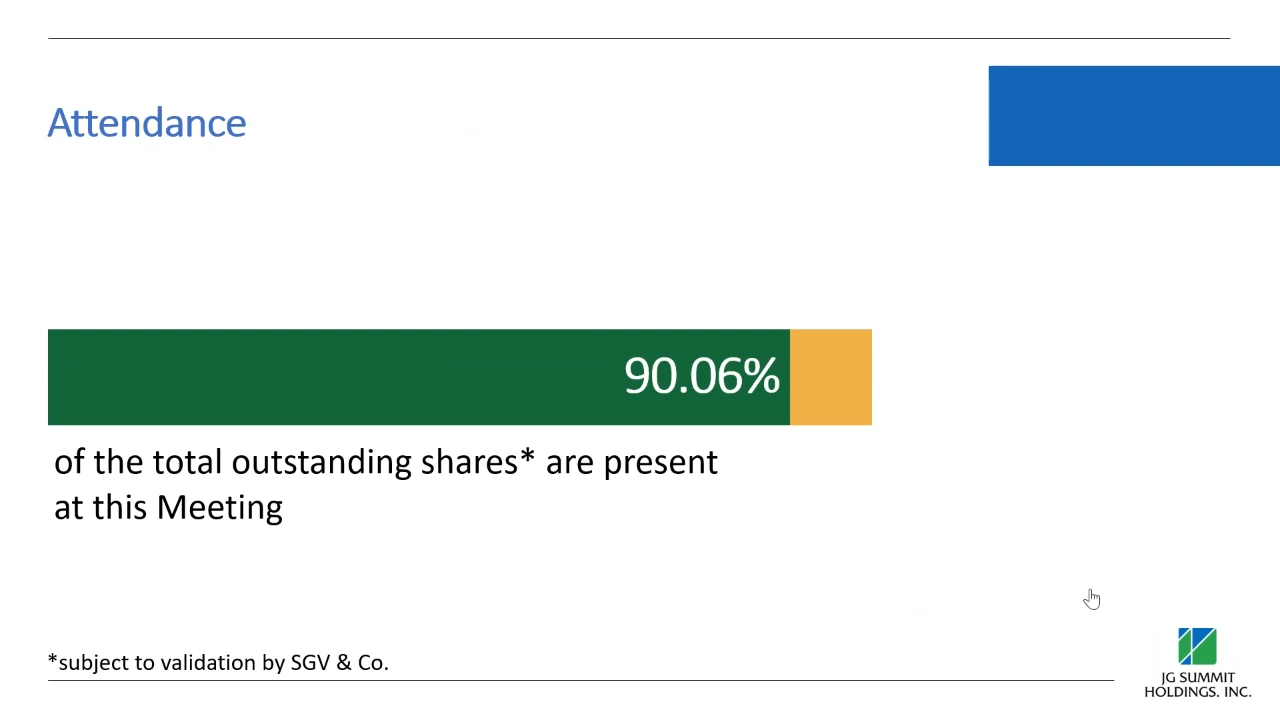 Attendance
90.06%
of the total outstanding shares* are present
at this Meeting
*subject to validation by SGV & Co.
JG SUMMIT
HOLDINGS, INC.